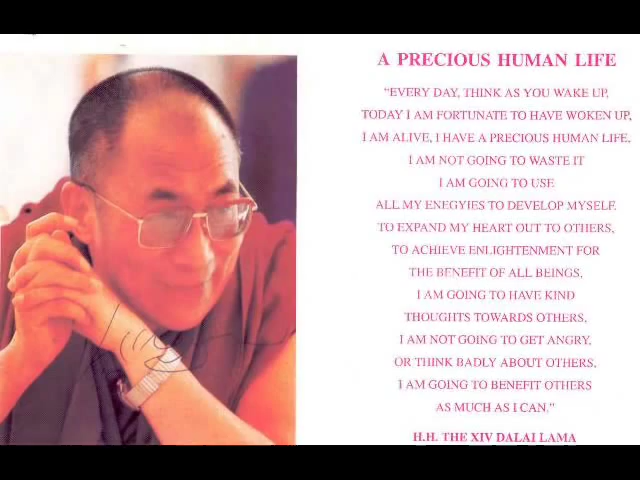 A PRECIOUS HUMAN LIFE
“EVERY DAY, THINK AS YOU WAKE UP,
TODAY I AM FORTUNATE TO HAVE WOKEN UP,
I AM ALIVE, I HAVE A PRECIOUS HUMAN LIFE,
I AM NOT GOING TO WASTE IT
I AM GOING TO USE
ALL MY ENEGYIES TO DEVELOP MYSELF
TO EXPAND MY HEART OUT TO OTHERS,
TO ACHIEVE ENLIGHTENMENT FOR
THE BENEFIT OF ALL BEINGS,
I AM GOING TO HAVE KIND
THOUGHTS TOWARDS OTHERS,
I AM NOT GOING TO GET ANGRY,
OR THINK BADLY ABOUT OTHERS,
I AM GOING TO BENEFIT OTHERS
AS MUCH AS I CAN.”
H.H. THE XIV DALAI LAMA